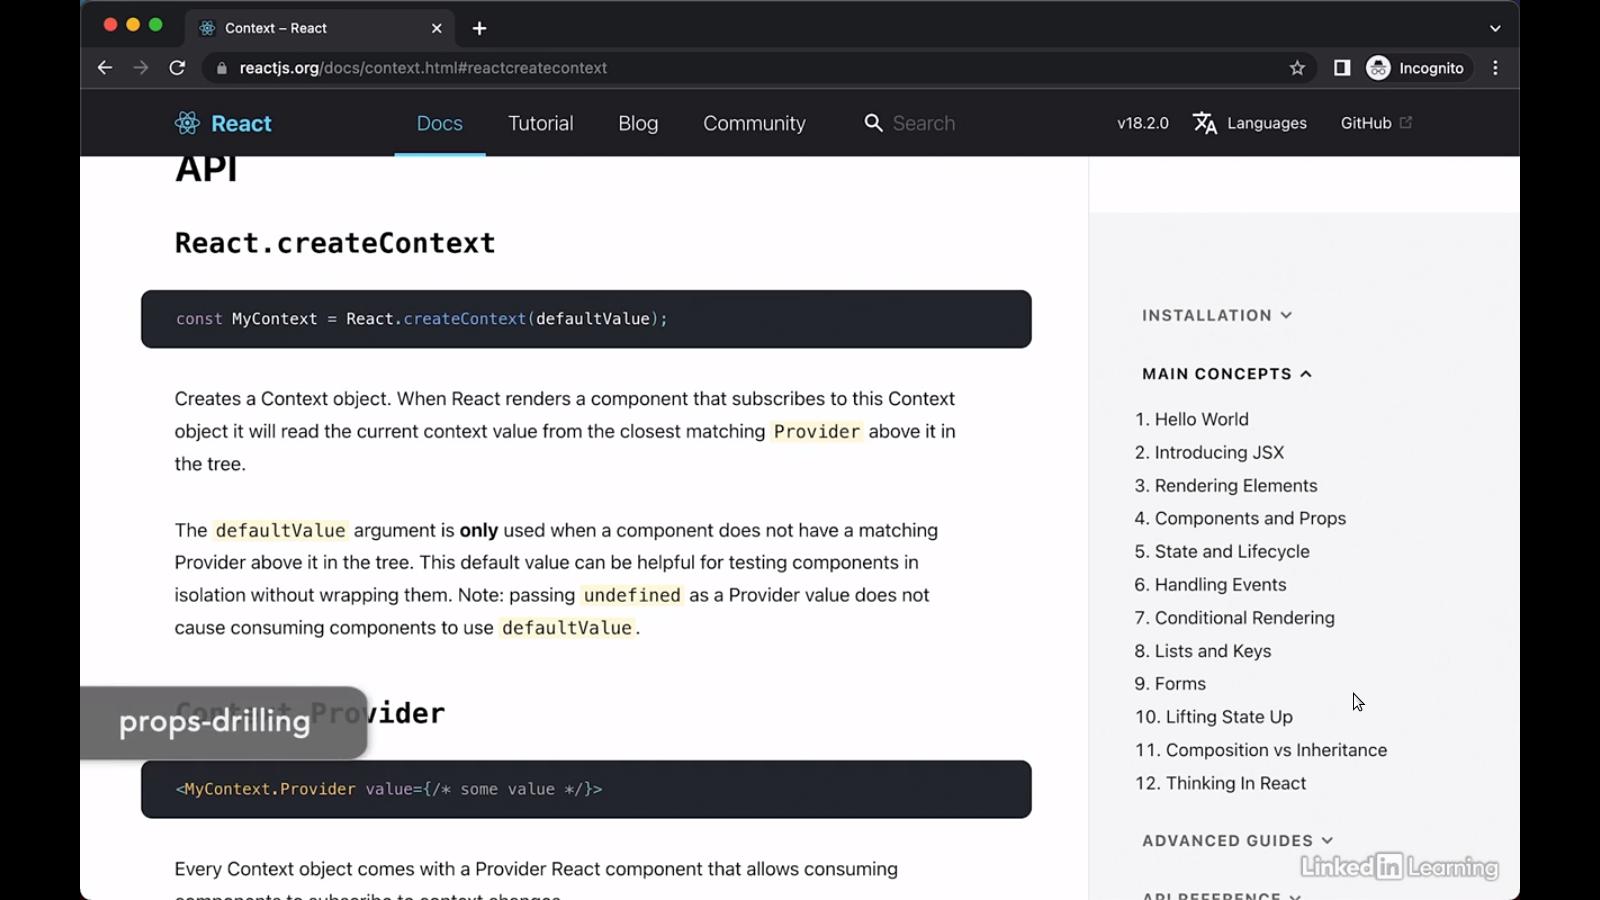 Context – React
reactjs.org/docs/context.html#reactcreatecontext
Incognito
React
Docs
Tutorial
Blog
Community
Search
v18.2.0
Languages
GitHub
API
React.createContext
const MyContext = React.createContext(defaultValue);
Creates a Context object. When React renders a component that subscribes to this Context
object it will read the current context value from the closest matching Provider above it in
the tree.
The defaultValue argument is only used when a component does not have a matching
Provider above it in the tree. This default value can be helpful for testing components in
isolation without wrapping them. Note: passing undefined as a Provider value does not
cause consuming components to use defaultValue.
Context.Provider
props-drilling
<MyContext.Provider value={/* some value */}>
Every Context object comes with a Provider React component that allows consuming
components to subscribe to context changes.
INSTALLATION
MAIN CONCEPTS
1. Hello World
2. Introducing JSX
3. Rendering Elements
4. Components and Props
5. State and Lifecycle
6. Handling Events
7. Conditional Rendering
8. Lists and Keys
9. Forms
10. Lifting State Up
11. Composition vs Inheritance
12. Thinking In React
ADVANCED GUIDES
API REFERENCE
LinkedIn Learning